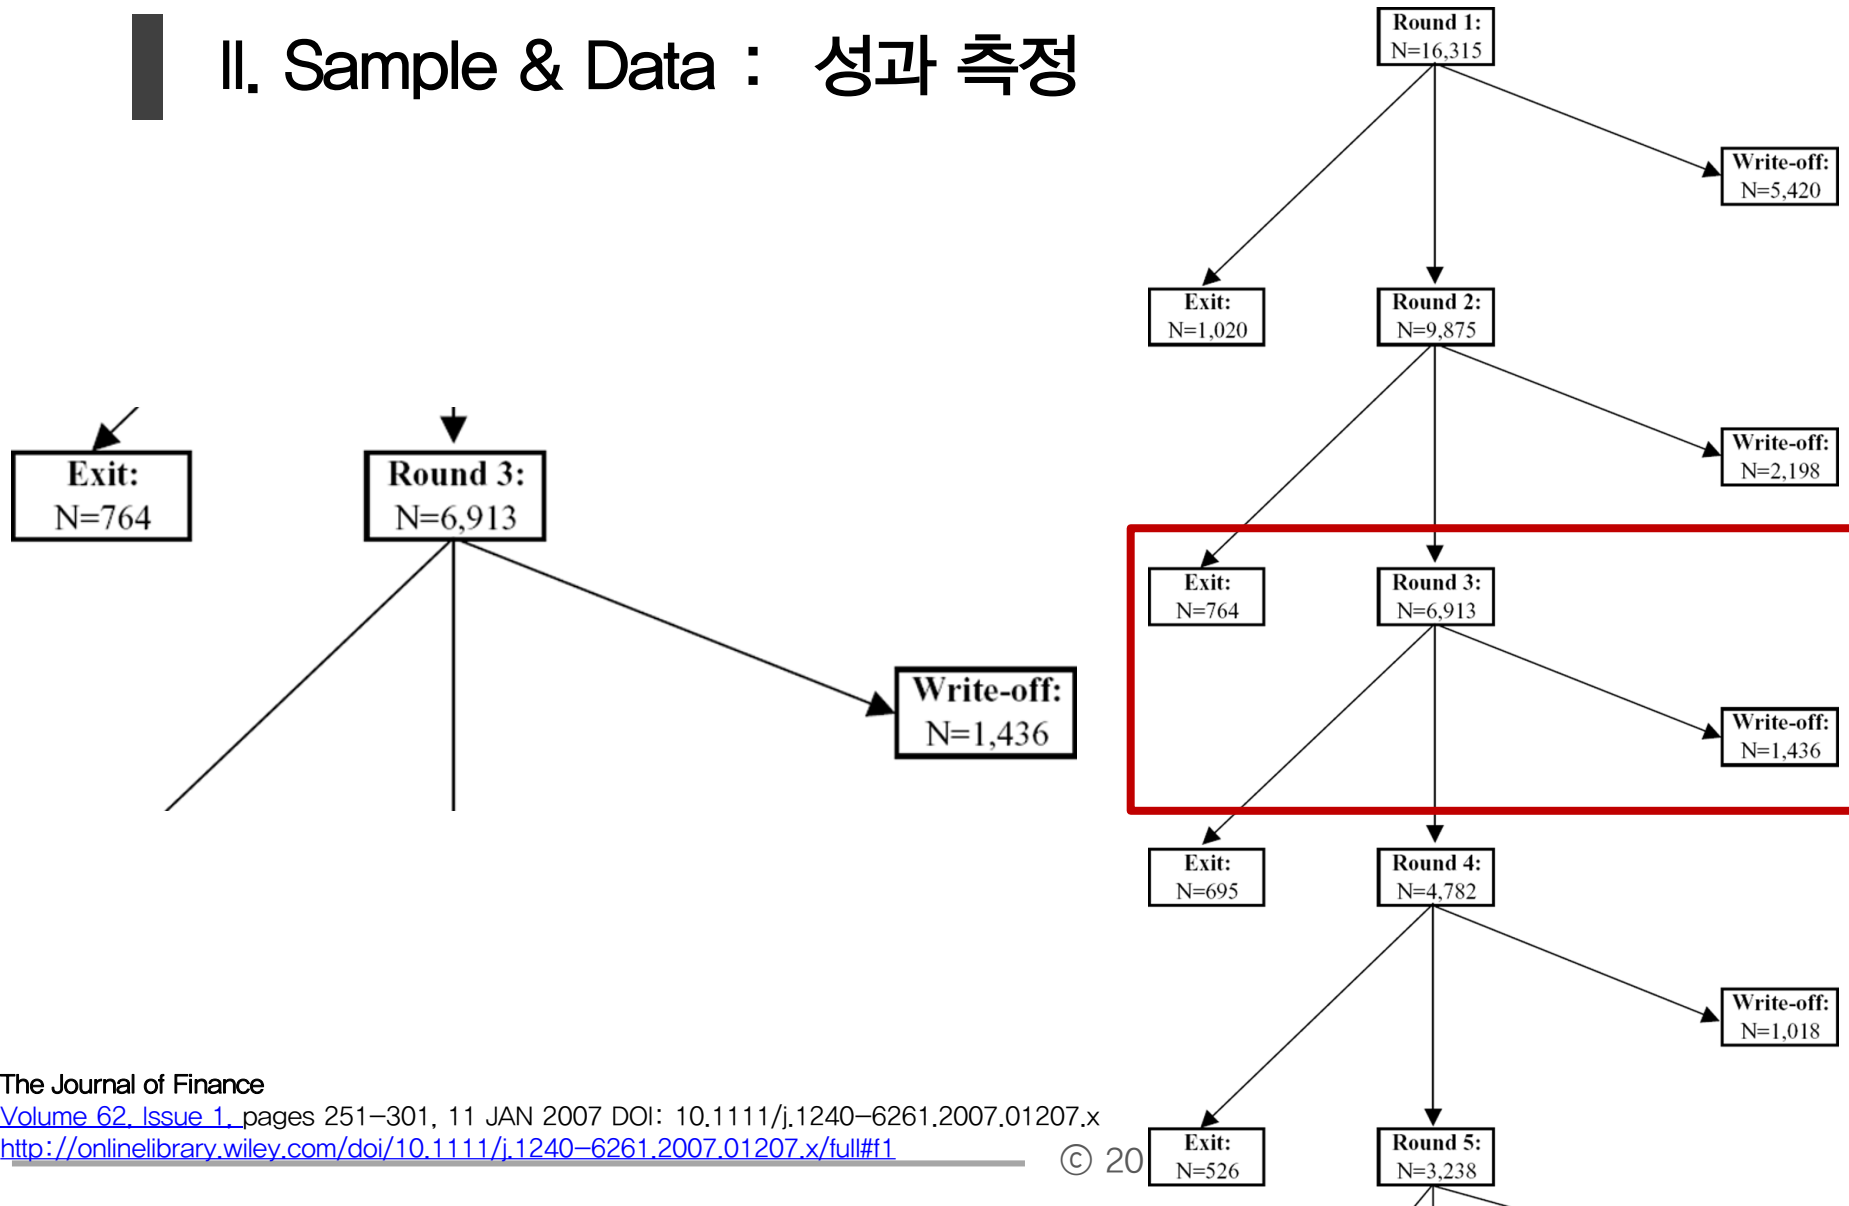 II. Sample & Data : 성과 측정
Exit:
N=764
Round 3:
N=6,913
Write-off:
N=1,436
Round 1:
N=16,315
Write-off:
N=5,420
Exit:
N=1,020
Round 2:
N=9,875
Write-off:
N=2,198
Exit:
N=764
Round 3:
N=6,913
Write-off:
N=1,436
Exit:
N=695
Round 4:
N=4,782
Write-off:
N=1,018
Exit:
N=526
Round 5:
N=3,238
The Journal of Finance
Volume 62, Issue 1, pages 251-301, 11 JAN 2007 DOI: 10.1111/j.1240-6261.2007.01207.x
http://onlinelibrary.wiley.com/doi/10.1111/j.1240-6261.2007.01207.x/full#f1
ⓒ 20